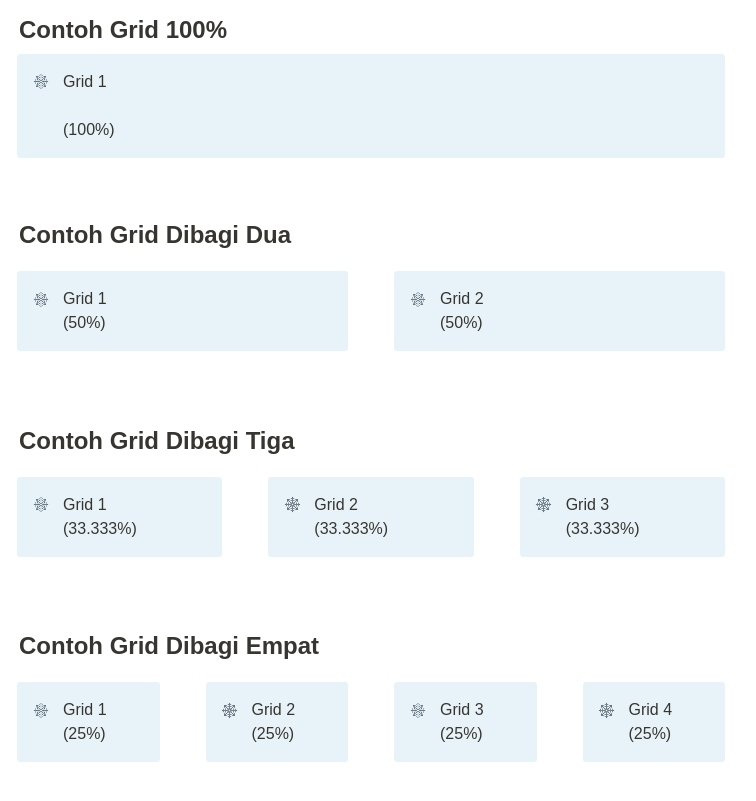 Contoh Grid 100%
Grid 1
(100%)
Contoh Grid Dibagi Dua
Grid 1
(50%)
Grid 2
(50%)
Contoh Grid Dibagi Tiga
Grid 1
(33.333%)
Grid 2
(33.333%)
Grid 3
(33.333%)
Contoh Grid Dibagi Empat
Grid 1
(25%)
Grid 2
(25%)
Grid 3
(25%)
Grid 4
(25%)